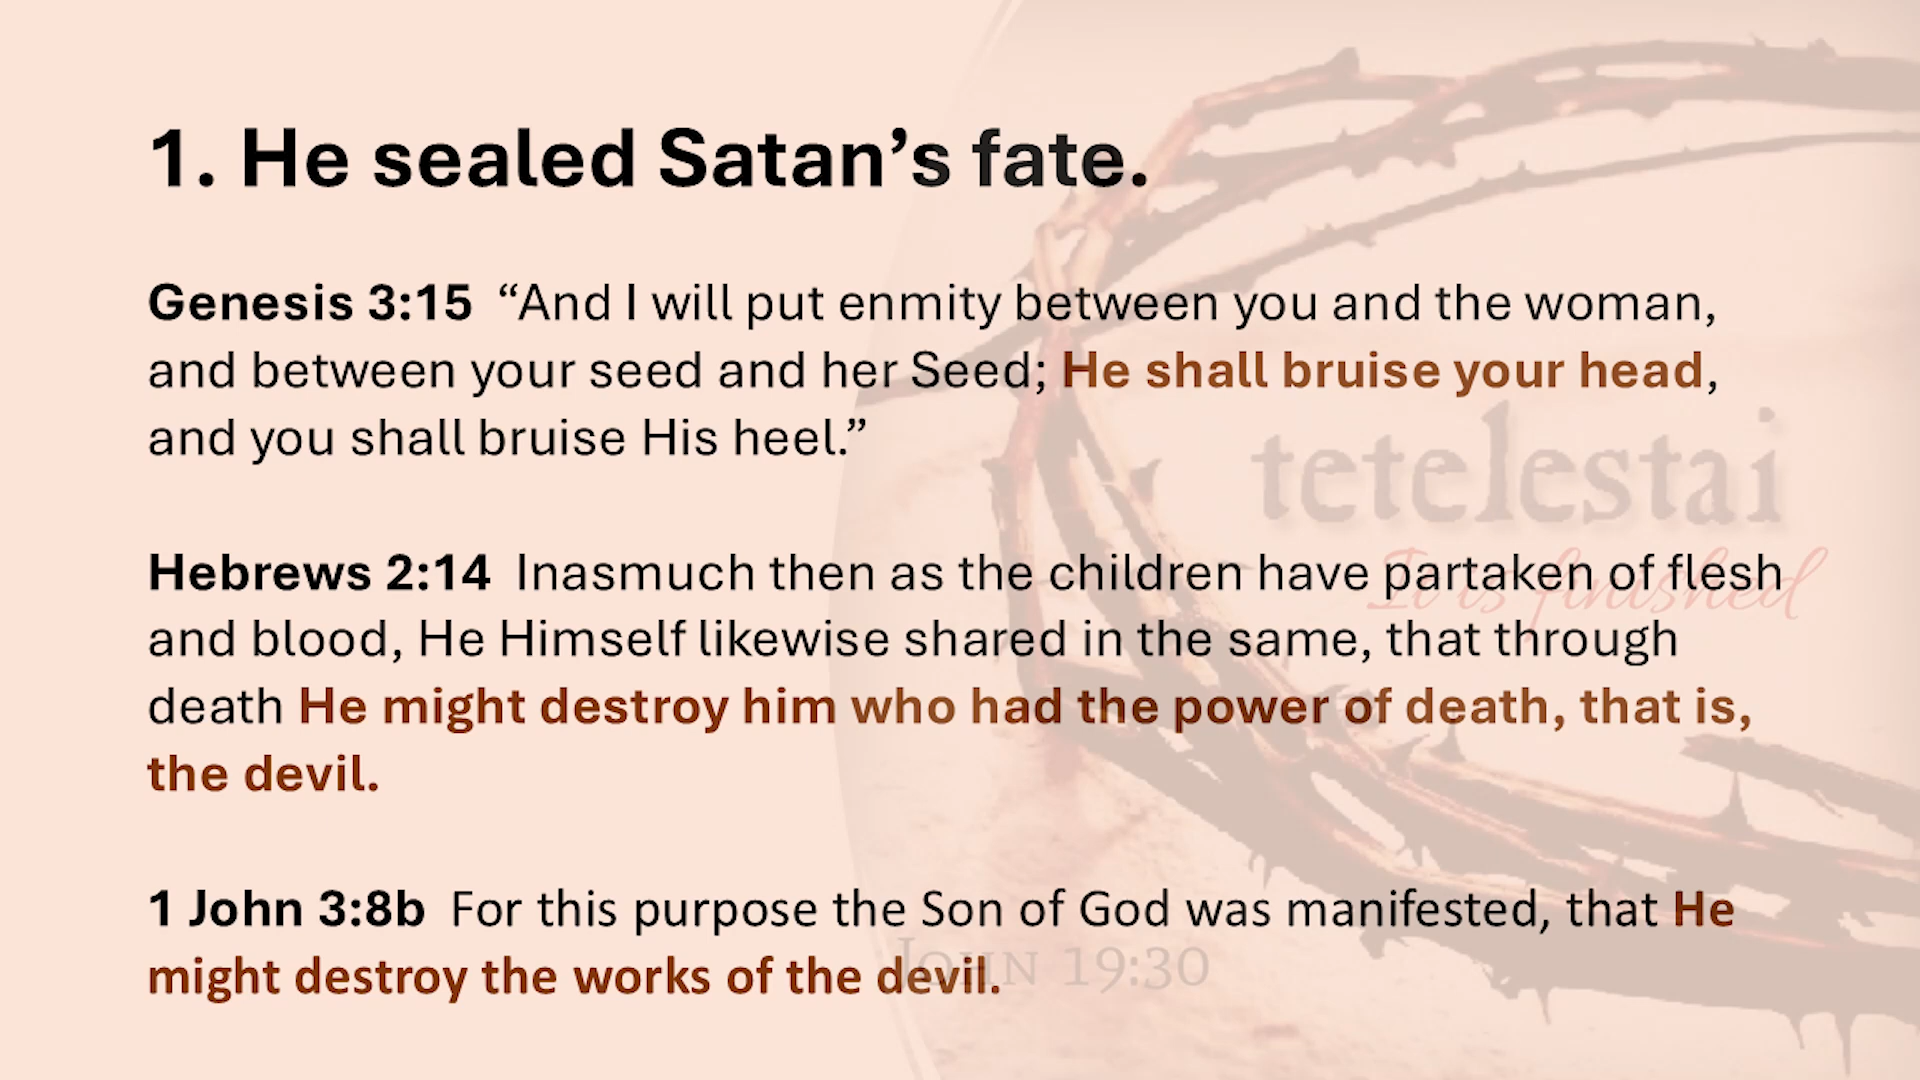 1. He sealed Satan’s fate.
Genesis 3:15 “And I will put enmity between you and the woman,
and between your seed and her Seed; He shall bruise your head,
and you shall bruise His heel.”
tetelestai
It is finished
Hebrews 2:14 Inasmuch then as the children have partaken of flesh
and blood, He Himself likewise shared in the same, that through
death He might destroy him who had the power of death, that is,
the devil.
1 John 3:8b For this purpose the Son of God was manifested, that He
might destroy the works of the devil.
JOHN 19:30